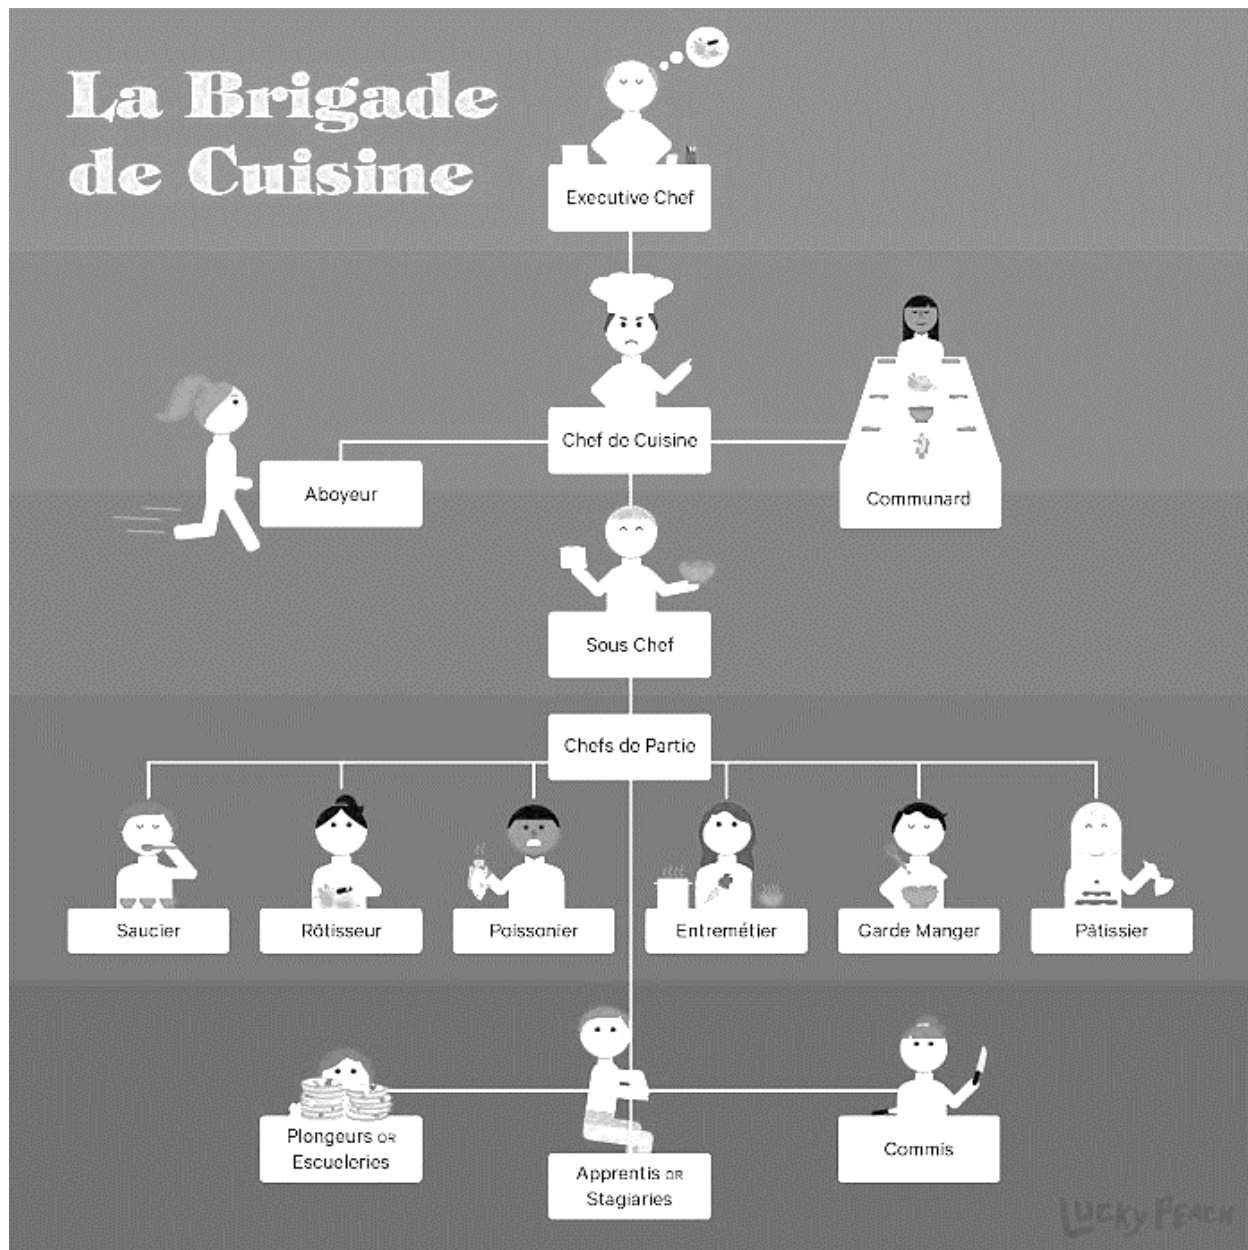 La Brigade
de Cuisine
Executive Chef
Chef de Cuisine
Aboyeur
Communard
Sous Chef
Chefs de Partie
Saucier
Rôtisseur
Poissonier
Entremétier
Garde Manger
Pâtissier
Plongeurs OR
Escueleries
Commis
Apprentis OR
Stagiaries
LUCKY PEACH